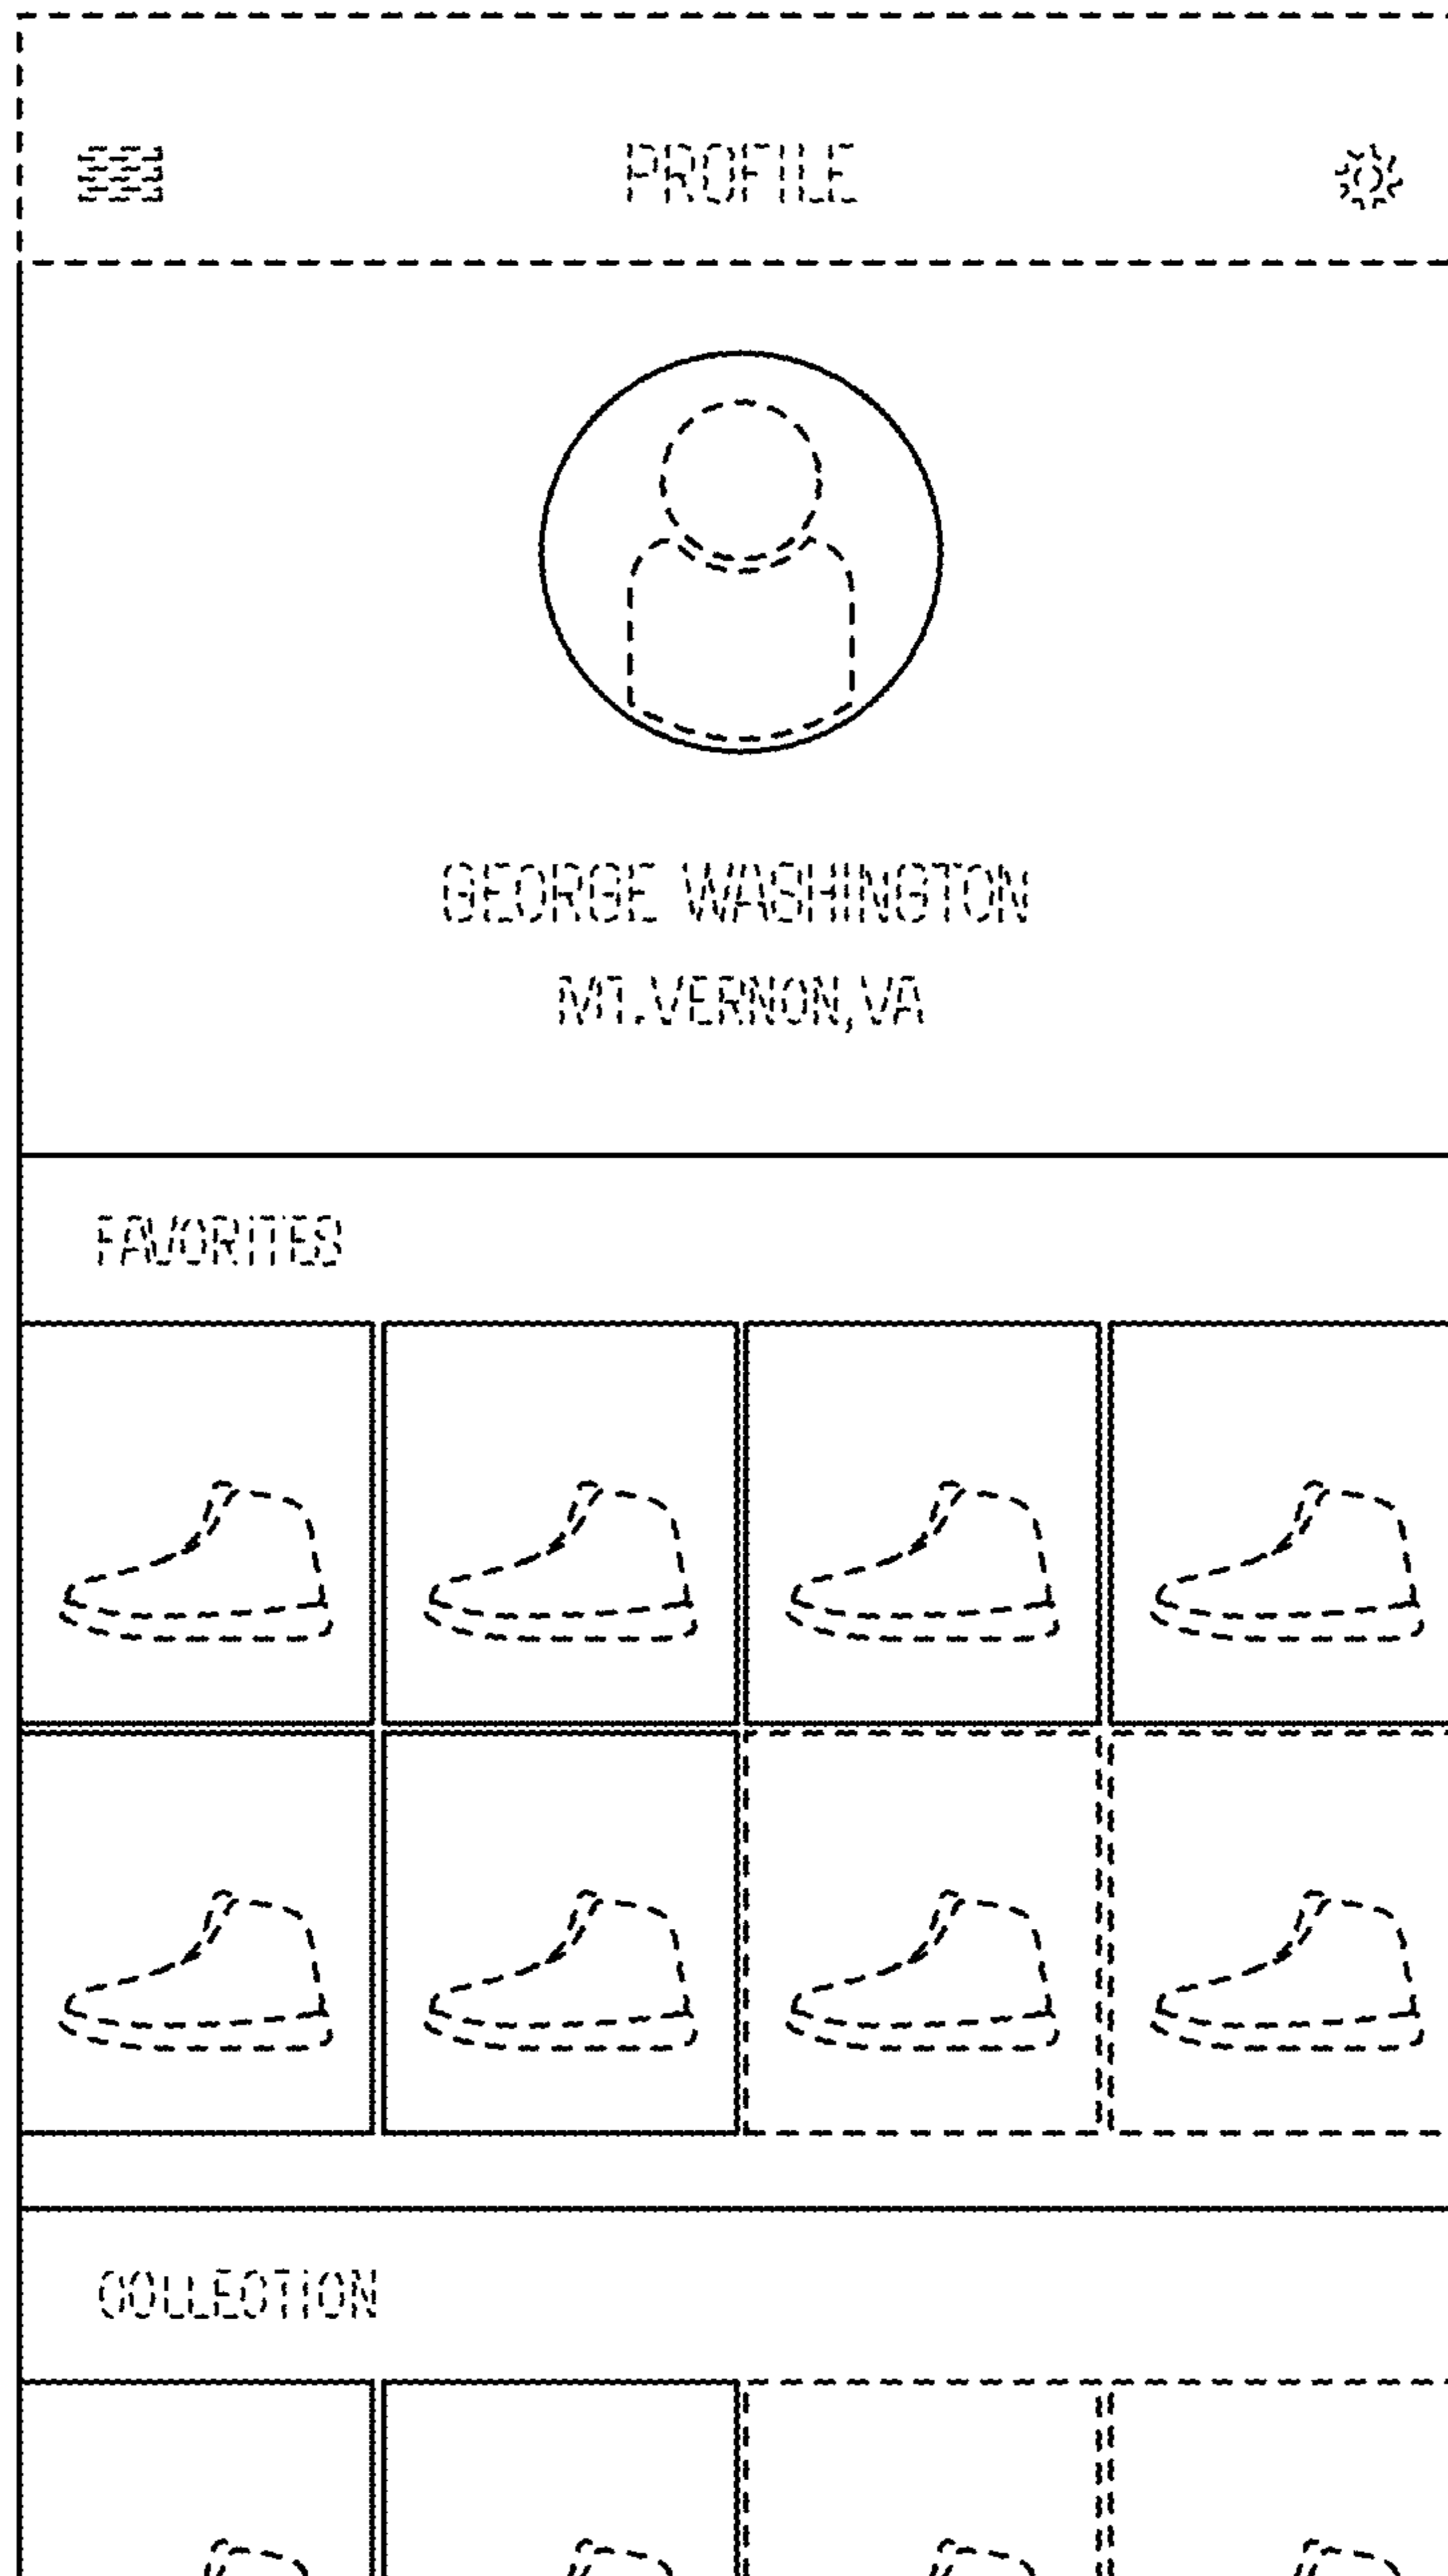 PROFILE
GEORGE WASHINGTON
MT.VERNON,VA
FAVORITES
COLLECTION